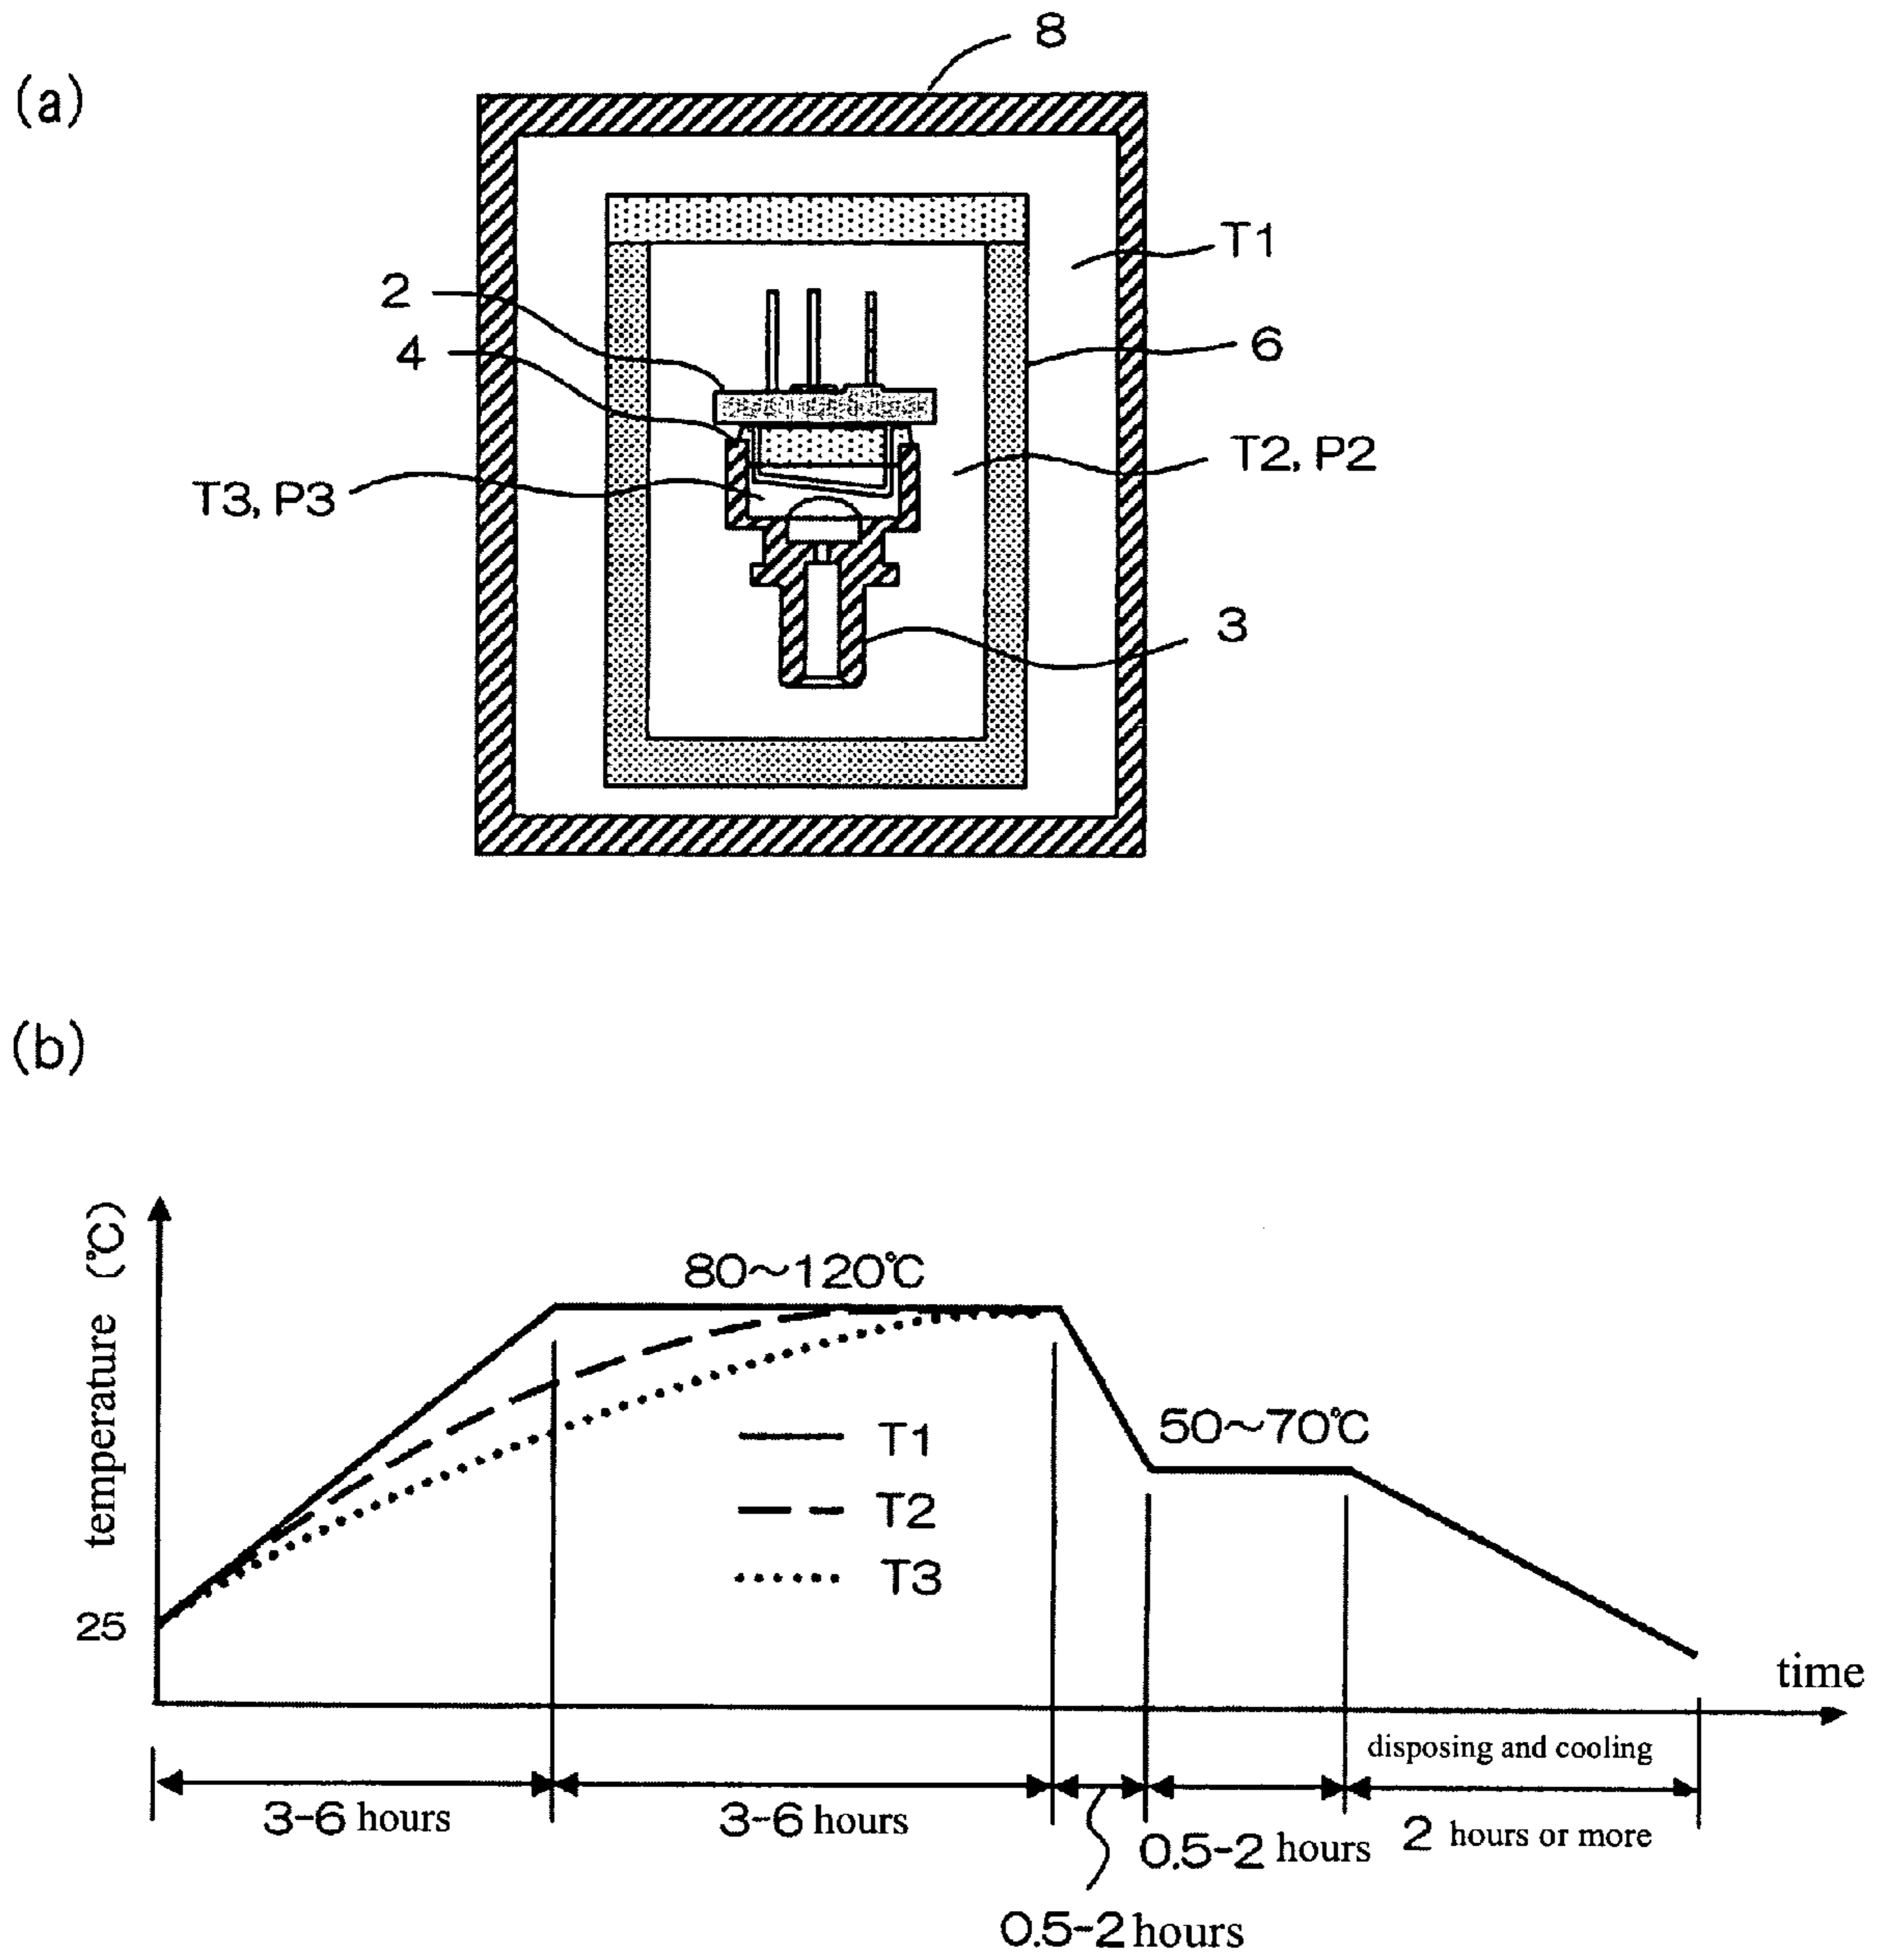 (a)
8
T1
2
4
6
T2, P2
T3, P3
3
(b)
temperature (℃)
80~120℃
50~70℃
T1
T2
T3
25
time
disposing and cooling
3-6 hours
3-6 hours
0.5-2 hours
2 hours or more
0.5-2 hours